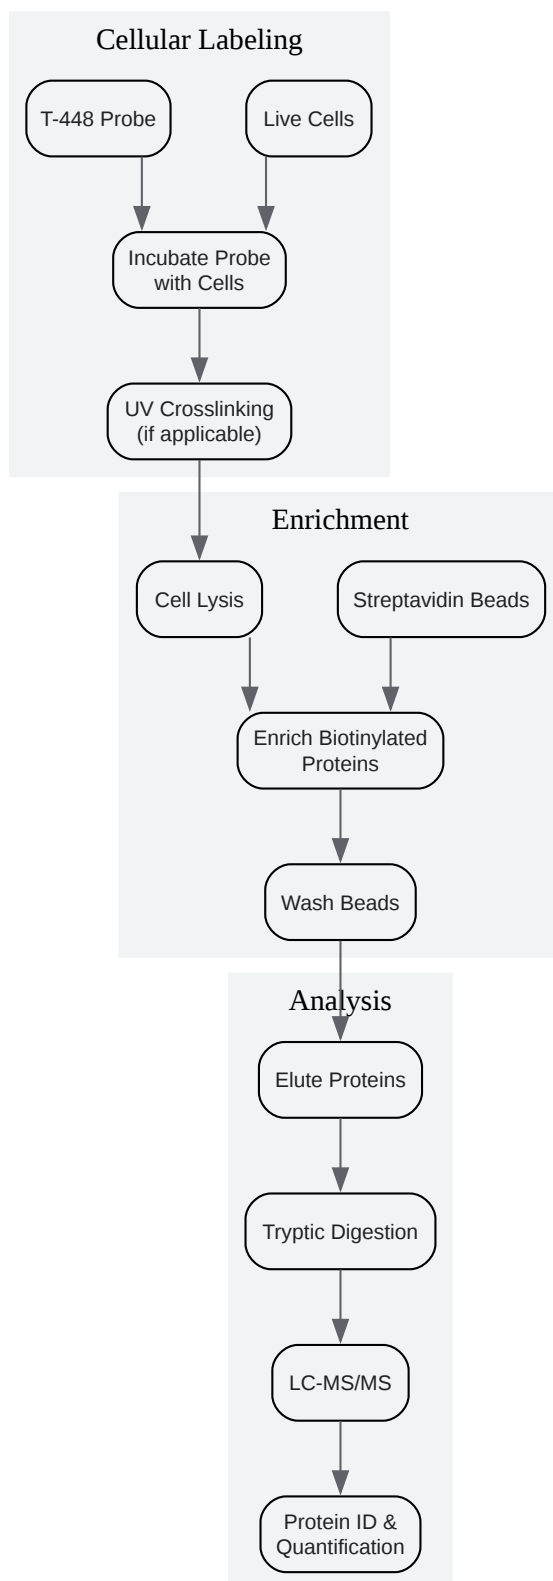 Cellular Labeling
T-448 Probe
Live Cells
Incubate Probe
with Cells
UV Crosslinking
(if applicable)
Enrichment
Cell Lysis
Streptavidin Beads
Enrich Biotinylated
Proteins
Wash Beads
Analysis
Elute Proteins
Tryptic Digestion
LC-MS/MS
Protein ID &
Quantification